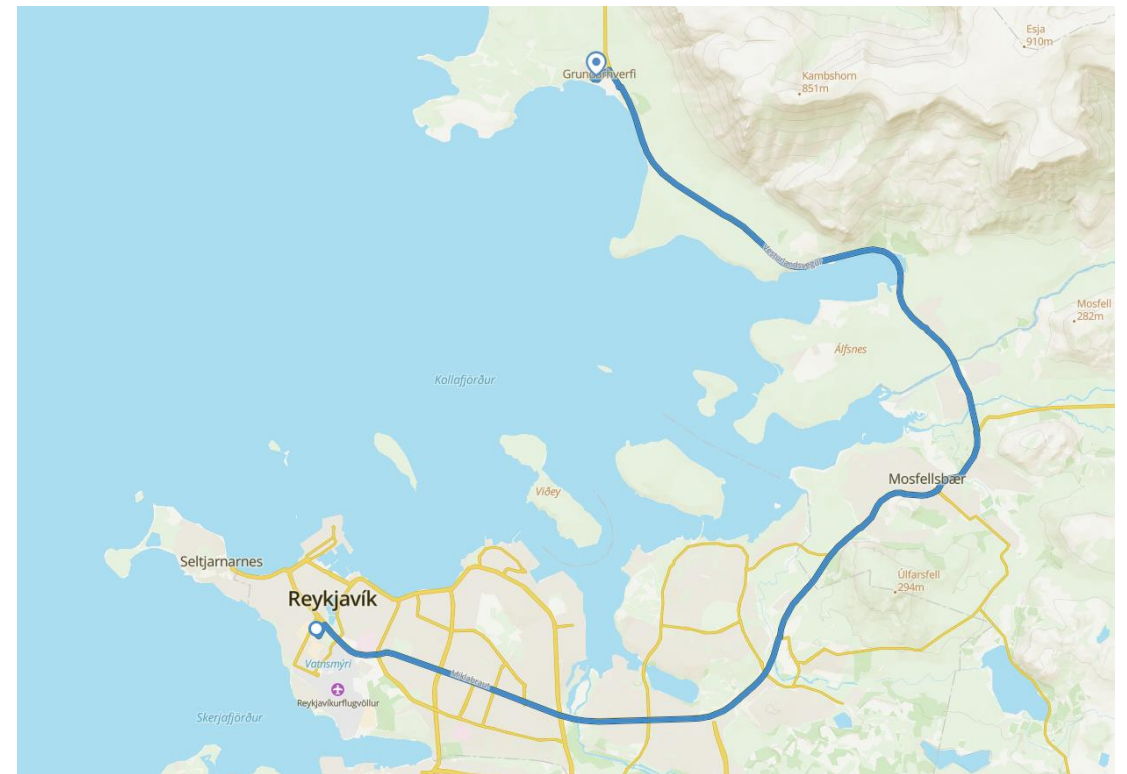 Esja
910m
Grundarhverfi
Kambshorn
851m
Mosfell
282m
Álfsnes
Kollafjörður
Mosfellsbær
Viðey
Seltjarnarnes
Úlfarsfell
294m
Reykjavík
Vatnsmýri
Miklabraut
Reykjavíkurflugvöllur
Skerjafjörður